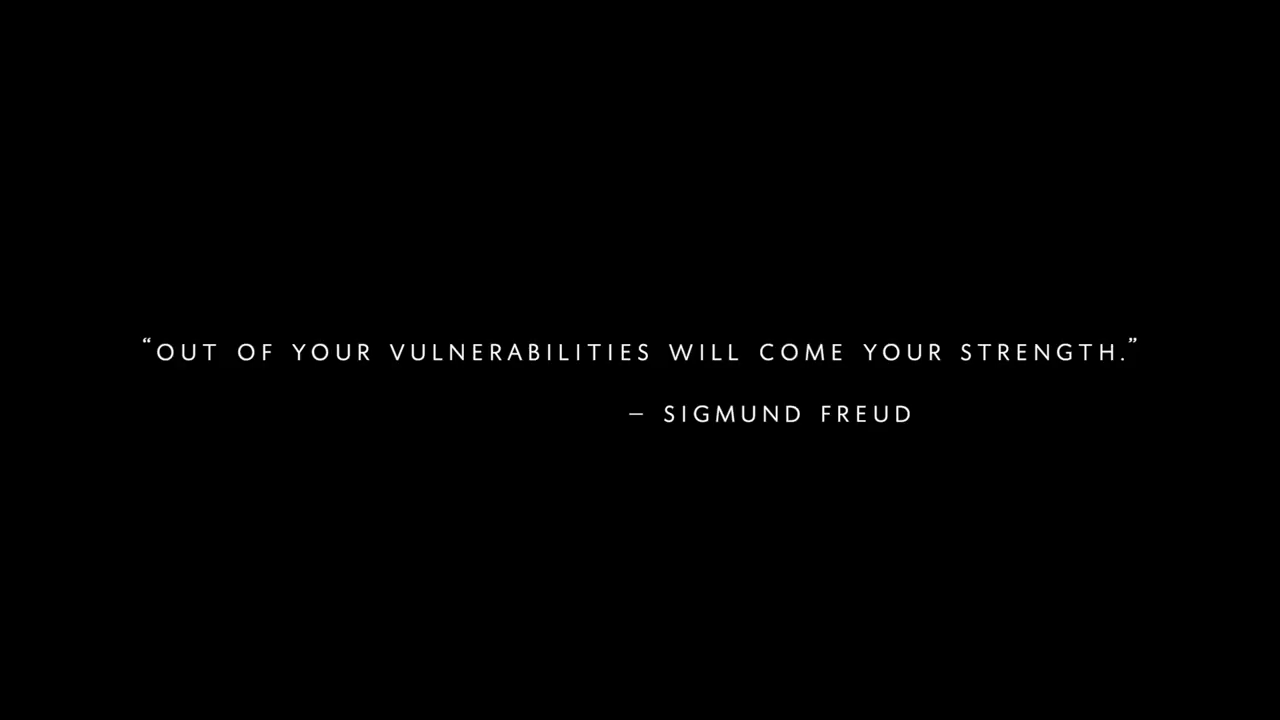 “OUT OF YOUR VULNERABILITIES WILL COME YOUR STRENGTH.”
– SIGMUND FREUD